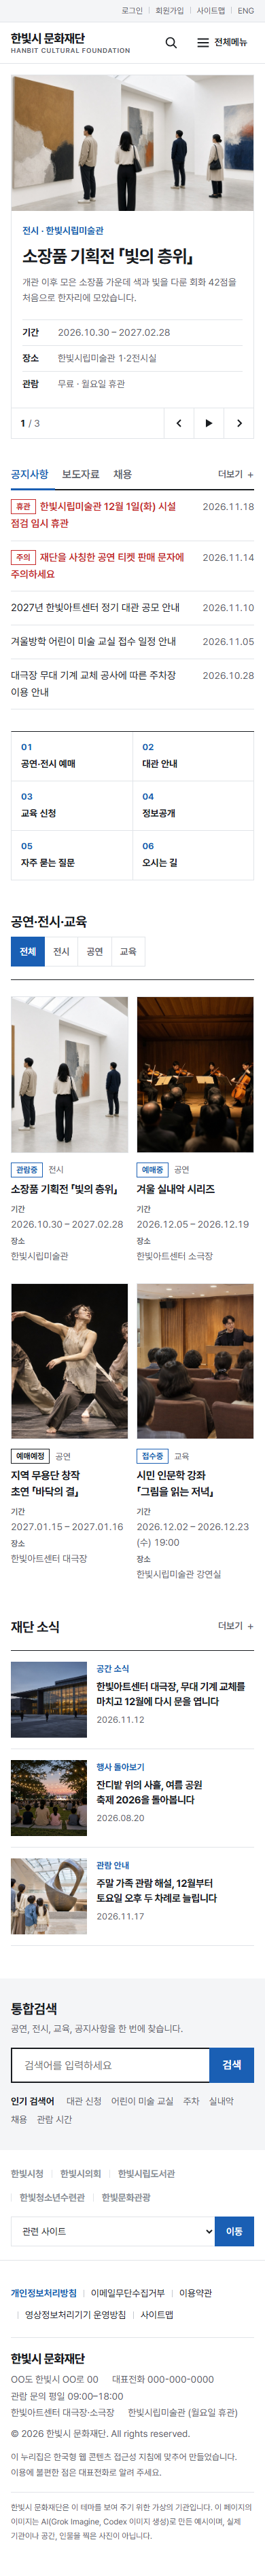 로그인 회원가입 사이트맵 ENG
한빛시 문화재단
HANBIT CULTURAL FOUNDATION
전체메뉴
전시 · 한빛시립미술관
소장품 기획전 「빛의 층위」
개관 이후 모은 소장품 가운데 색과 빛을 다룬 회화 42점을
처음으로 한자리에 모았습니다.
기간 2026.10.30 – 2027.02.28
장소 한빛시립미술관 1·2전시실
관람 무료 · 월요일 휴관
1 / 3
공지사항 보도자료 채용 더보기 +
휴관 한빛시립미술관 12월 1일(화) 시설 2026.11.18
점검 임시 휴관
주의 재단을 사칭한 공연 티켓 판매 문자에 2026.11.14
주의하세요
2027년 한빛아트센터 정기 대관 공모 안내 2026.11.10
겨울방학 어린이 미술 교실 접수 일정 안내 2026.11.05
대극장 무대 기계 교체 공사에 따른 주차장 2026.10.28
이용 안내
01 02
공연·전시 예매 대관 안내
03 04
교육 신청 정보공개
05 06
자주 묻는 질문 오시는 길
공연·전시·교육
전체 전시 공연 교육
관람중 전시
소장품 기획전 「빛의 층위」
기간
2026.10.30 – 2027.02.28
장소
한빛시립미술관
예매중 공연
겨울 실내악 시리즈
기간
2026.12.05 – 2026.12.19
장소
한빛아트센터 소극장
예매예정 공연
지역 무용단 창작
초연 「바닥의 결」
기간
2027.01.15 – 2027.01.16
장소
한빛아트센터 대극장
접수중 교육
시민 인문학 강좌
「그림을 읽는 저녁」
기간
2026.12.02 – 2026.12.23
(수) 19:00
장소
한빛시립미술관 강연실
재단 소식 더보기 +
공간 소식
한빛아트센터 대극장, 무대 기계 교체를
마치고 12월에 다시 문을 엽니다
2026.11.12
행사 돌아보기
잔디밭 위의 사흘, 여름 공원
축제 2026을 돌아봅니다
2026.08.20
관람 안내
주말 가족 관람 해설, 12월부터
토요일 오후 두 차례로 늘립니다
2026.11.17
통합검색
공연, 전시, 교육, 공지사항을 한 번에 찾습니다.
검색어를 입력하세요 검색
인기 검색어 대관 신청 어린이 미술 교실 주차 실내악
채용 관람 시간
한빛시청 한빛시의회 한빛시립도서관
한빛청소년수련관 한빛문화관광
관련 사이트 이동
개인정보처리방침 이메일무단수집거부 이용약관
영상정보처리기기 운영방침 사이트맵
한빛시 문화재단
OO도 한빛시 OO로 00 대표전화 000-000-0000
관람 문의 평일 09:00–18:00
한빛아트센터 대극장·소극장 한빛시립미술관 (월요일 휴관)
© 2026 한빛시 문화재단. All rights reserved.
이 누리집은 한국형 웹 콘텐츠 접근성 지침에 맞추어 만들었습니다.
이용에 불편한 점은 대표전화로 알려 주세요.
한빛시 문화재단은 이 테마를 보여 주기 위한 가상의 기관입니다. 이 페이지의
이미지는 AI(Grok Imagine, Codex 이미지 생성)로 만든 예시이며, 실제
기관이나 공간, 인물을 찍은 사진이 아닙니다.